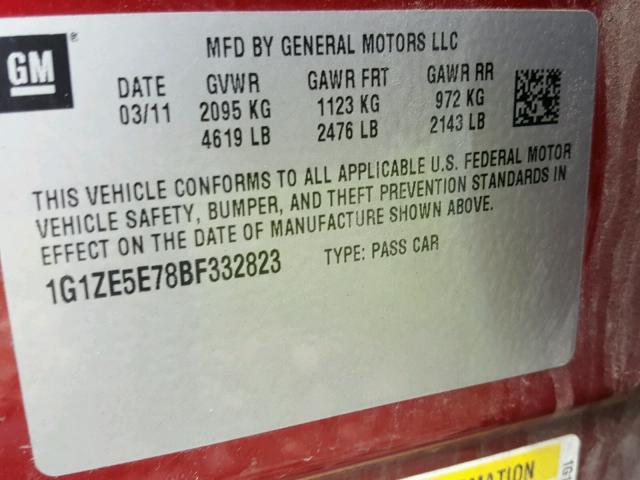 GM ®
MFD BY GENERAL MOTORS LLC
DATE GVWR GAWR FRT GAWR RR
03/11 2095 KG 1123 KG 972 KG
4619 LB 2476 LB 2143 LB
THIS VEHICLE CONFORMS TO ALL APPLICABLE U.S. FEDERAL MOTOR
VEHICLE SAFETY, BUMPER, AND THEFT PREVENTION STANDARDS IN
EFFECT ON THE DATE OF MANUFACTURE SHOWN ABOVE.
1G1ZE5E78BF332823 TYPE: PASS CAR